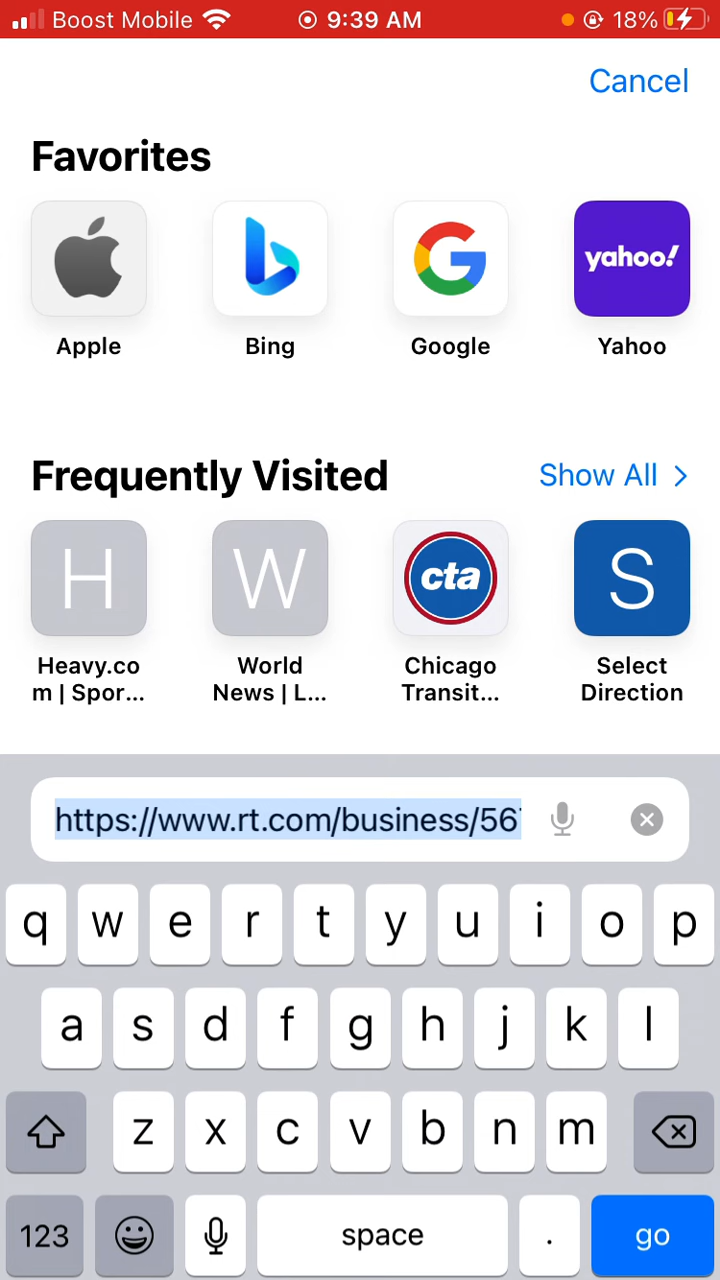 Boost Mobile 9:39 AM 18%
Cancel
Favorites
yahoo!
Apple Bing Google Yahoo
Frequently Visited Show All >
H W cta S
Heavy.co World Chicago Select
m | Spor... News | L... Transit... Direction
https://www.rt.com/business/567
q w e r t y u i o p
a s d f g h j k l
z x c v b n m
123 space . go